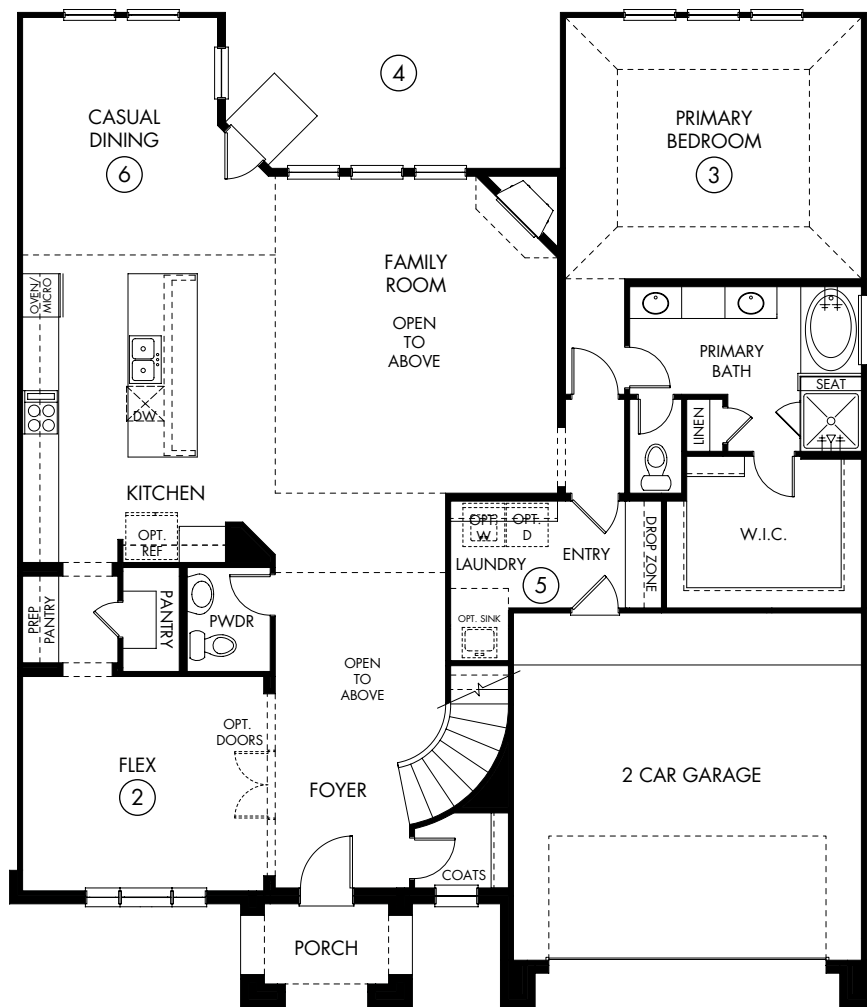 4
CASUAL
DINING
6
PRIMARY
BEDROOM
3
FAMILY
ROOM
OPEN
TO
ABOVE
OVEN/
MICRO
PRIMARY
BATH
SEAT
DW
LINEN
KITCHEN
OPT.
REF
OPT.
W
OPT.
D
ENTRY
DROP ZONE
W.I.C.
LAUNDRY
5
OPT. SINK
PREP
PANTRY
PANTRY
PWDR
OPEN
TO
ABOVE
OPT.
DOORS
FLEX
2
FOYER
2 CAR GARAGE
COATS
PORCH